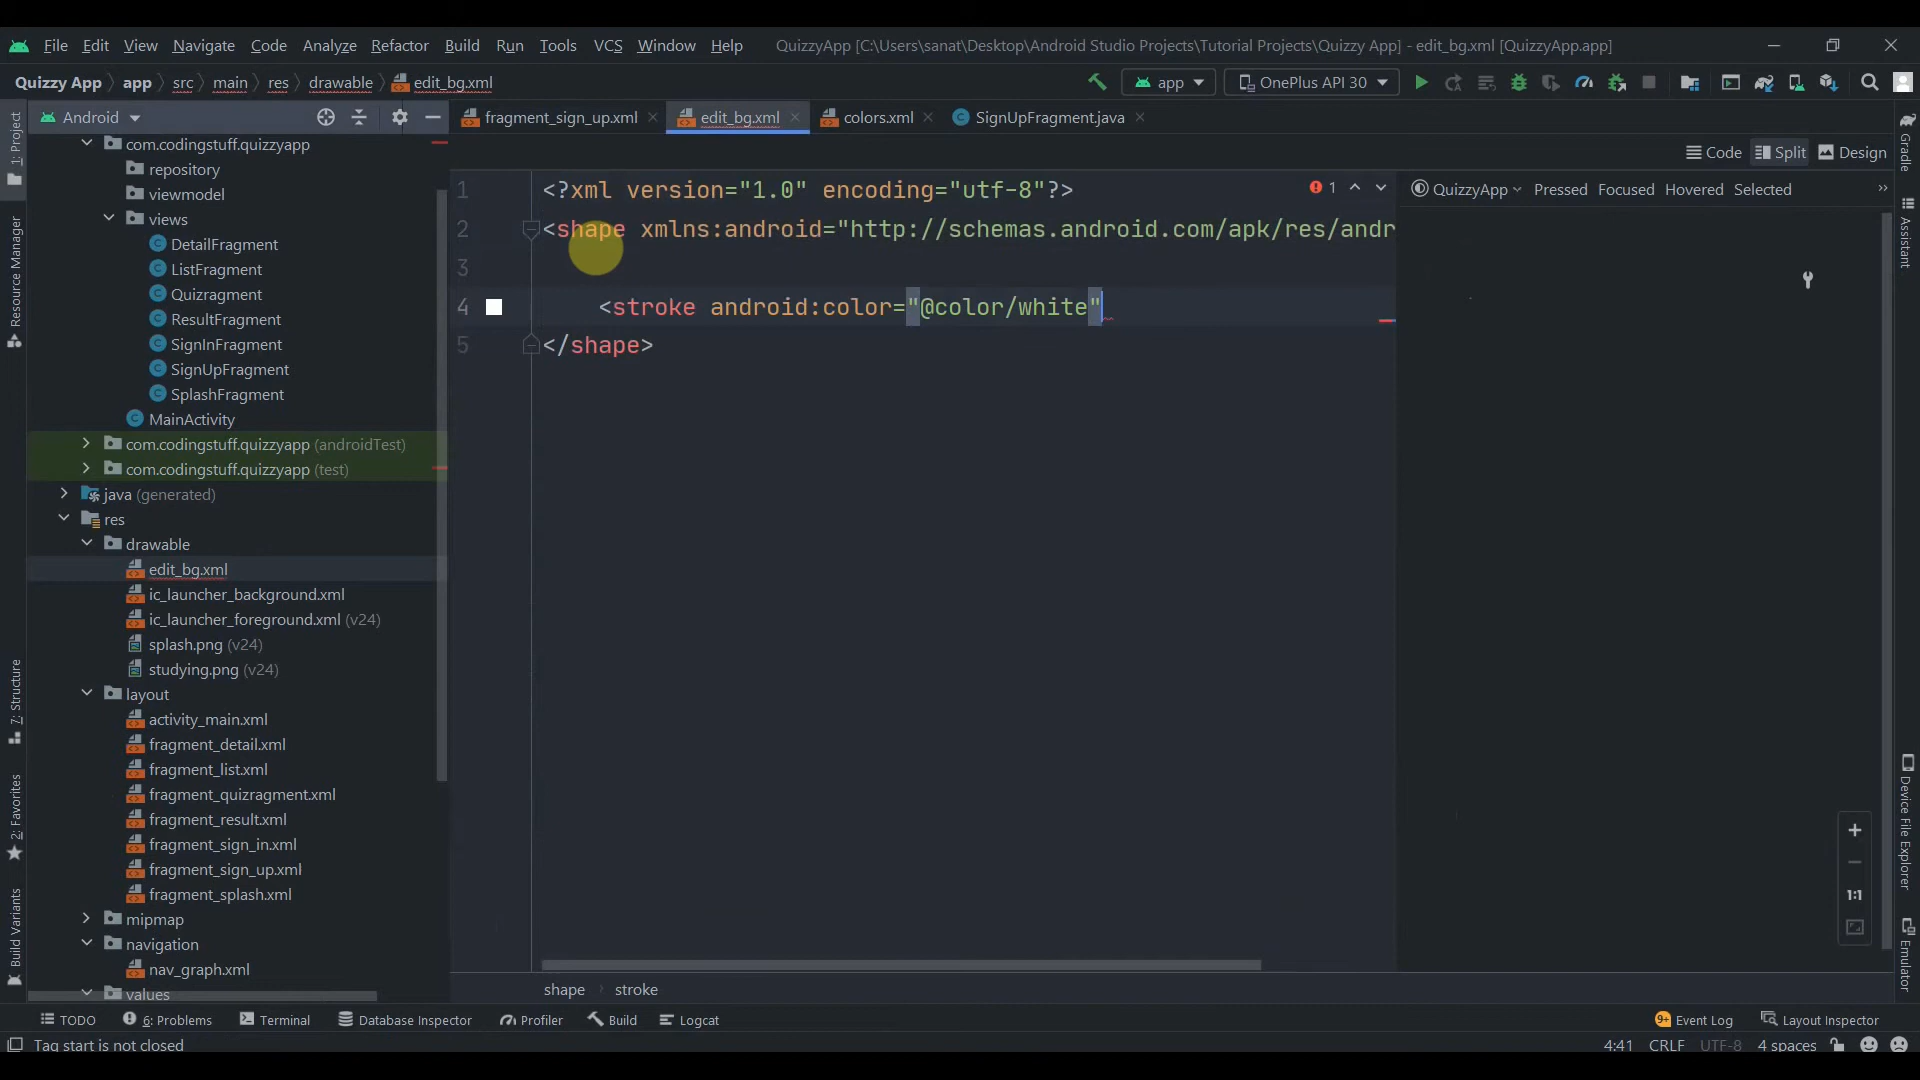 File Edit View Navigate Code Analyze Refactor Build Run Tools VCS Window Help QuizzyApp [C:\Users\sanat\Desktop\Android Studio Projects\Tutorial Projects\Quizzy App] - edit_bg.xml [QuizzyApp.app]
Quizzy App app src main res drawable edit_bg.xml app OnePlus API 30
Android fragment_sign_up.xml edit_bg.xml colors.xml SignUpFragment.java
Code Split Design
QuizzyApp Pressed Focused Hovered Selected
1 <?xml version="1.0" encoding="utf-8"?> 1
2 <shape xmlns:android="http://schemas.android.com/apk/res/andr
3
4 <stroke android:color="@color/white"
5 </shape>
com.codingstuff.quizzyapp
repository
viewmodel
views
DetailFragment
ListFragment
Quizragment
ResultFragment
SignInFragment
SignUpFragment
SplashFragment
MainActivity
com.codingstuff.quizzyapp (androidTest)
com.codingstuff.quizzyapp (test)
java (generated)
res
drawable
edit_bg.xml
ic_launcher_background.xml
ic_launcher_foreground.xml (v24)
splash.png (v24)
studying.png (v24)
layout
activity_main.xml
fragment_detail.xml
fragment_list.xml
fragment_quizragment.xml
fragment_result.xml
fragment_sign_in.xml
fragment_sign_up.xml
fragment_splash.xml
mipmap
navigation
nav_graph.xml
values
1: Project
Resource Manager
7: Structure
2: Favorites
Build Variants
Gradle
Assistant
Device File Explorer
Emulator
1:1
shape stroke
TODO 6: Problems Terminal Database Inspector Profiler Build Logcat 9+ Event Log Layout Inspector
Tag start is not closed 4:41 CRLF UTF-8 4 spaces